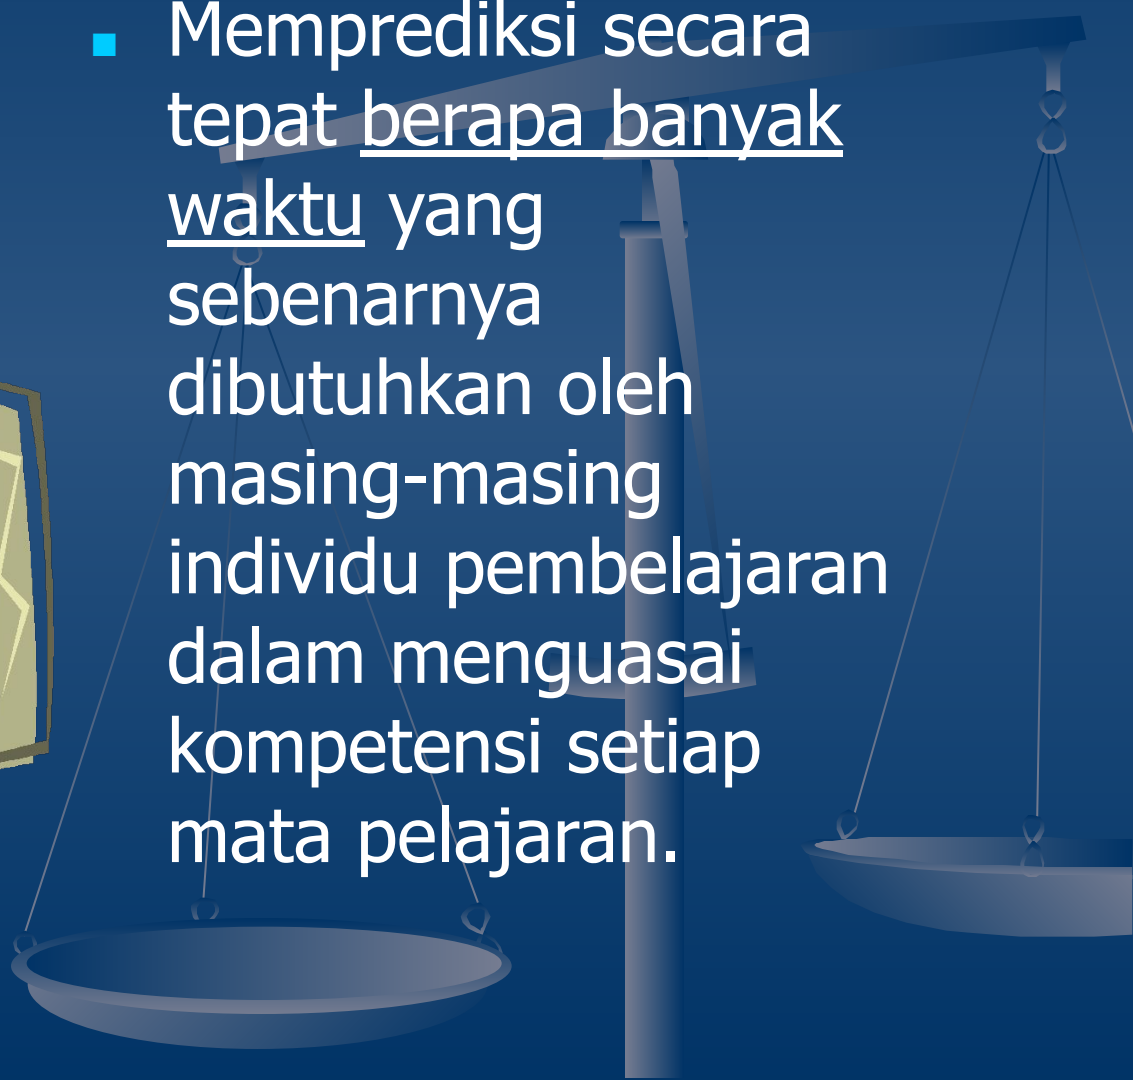 Memprediksi secara
tepat berapa banyak
waktu yang
sebenarnya
dibutuhkan oleh
masing-masing
individu pembelajaran
dalam menguasai
kompetensi setiap
mata pelajaran.